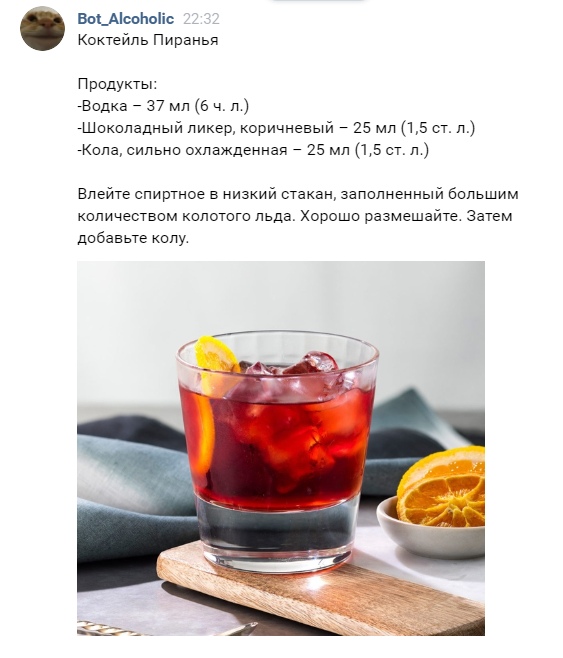 Bot_Alcoholic 22:32
Коктейль Пиранья
Продукты:
-Водка – 37 мл (6 ч. л.)
-Шоколадный ликер, коричневый – 25 мл (1,5 ст. л.)
-Кола, сильно охлажденная – 25 мл (1,5 ст. л.)
Влейте спиртное в низкий стакан, заполненный большим
количеством колотого льда. Хорошо размешайте. Затем
добавьте колу.